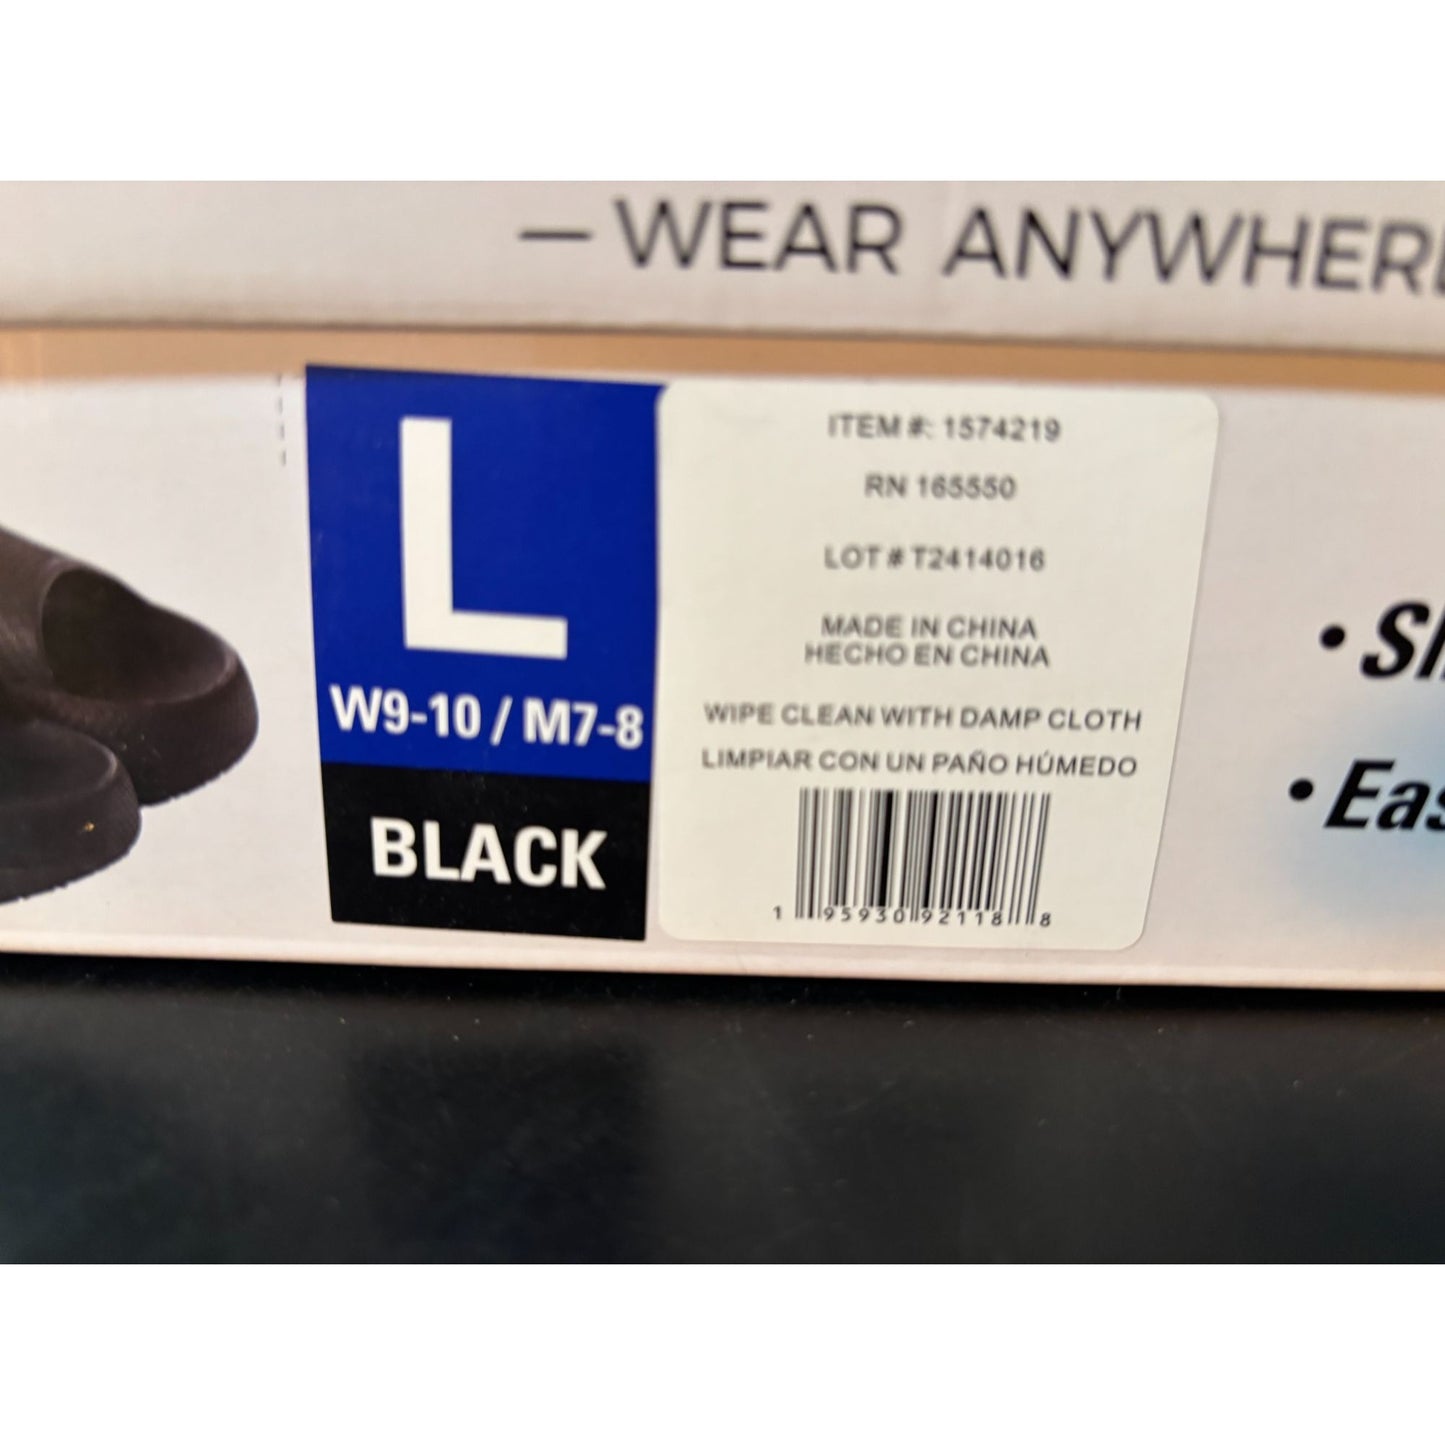 — WEAR ANYWHERE
L
W9-10 / M7-8
BLACK
ITEM #: 1574219
RN 165550
LOT # T2414016
MADE IN CHINA
HECHO EN CHINA
WIPE CLEAN WITH DAMP CLOTH
LIMPIAR CON UN PAÑO HÚMEDO
1 95930 92118 8